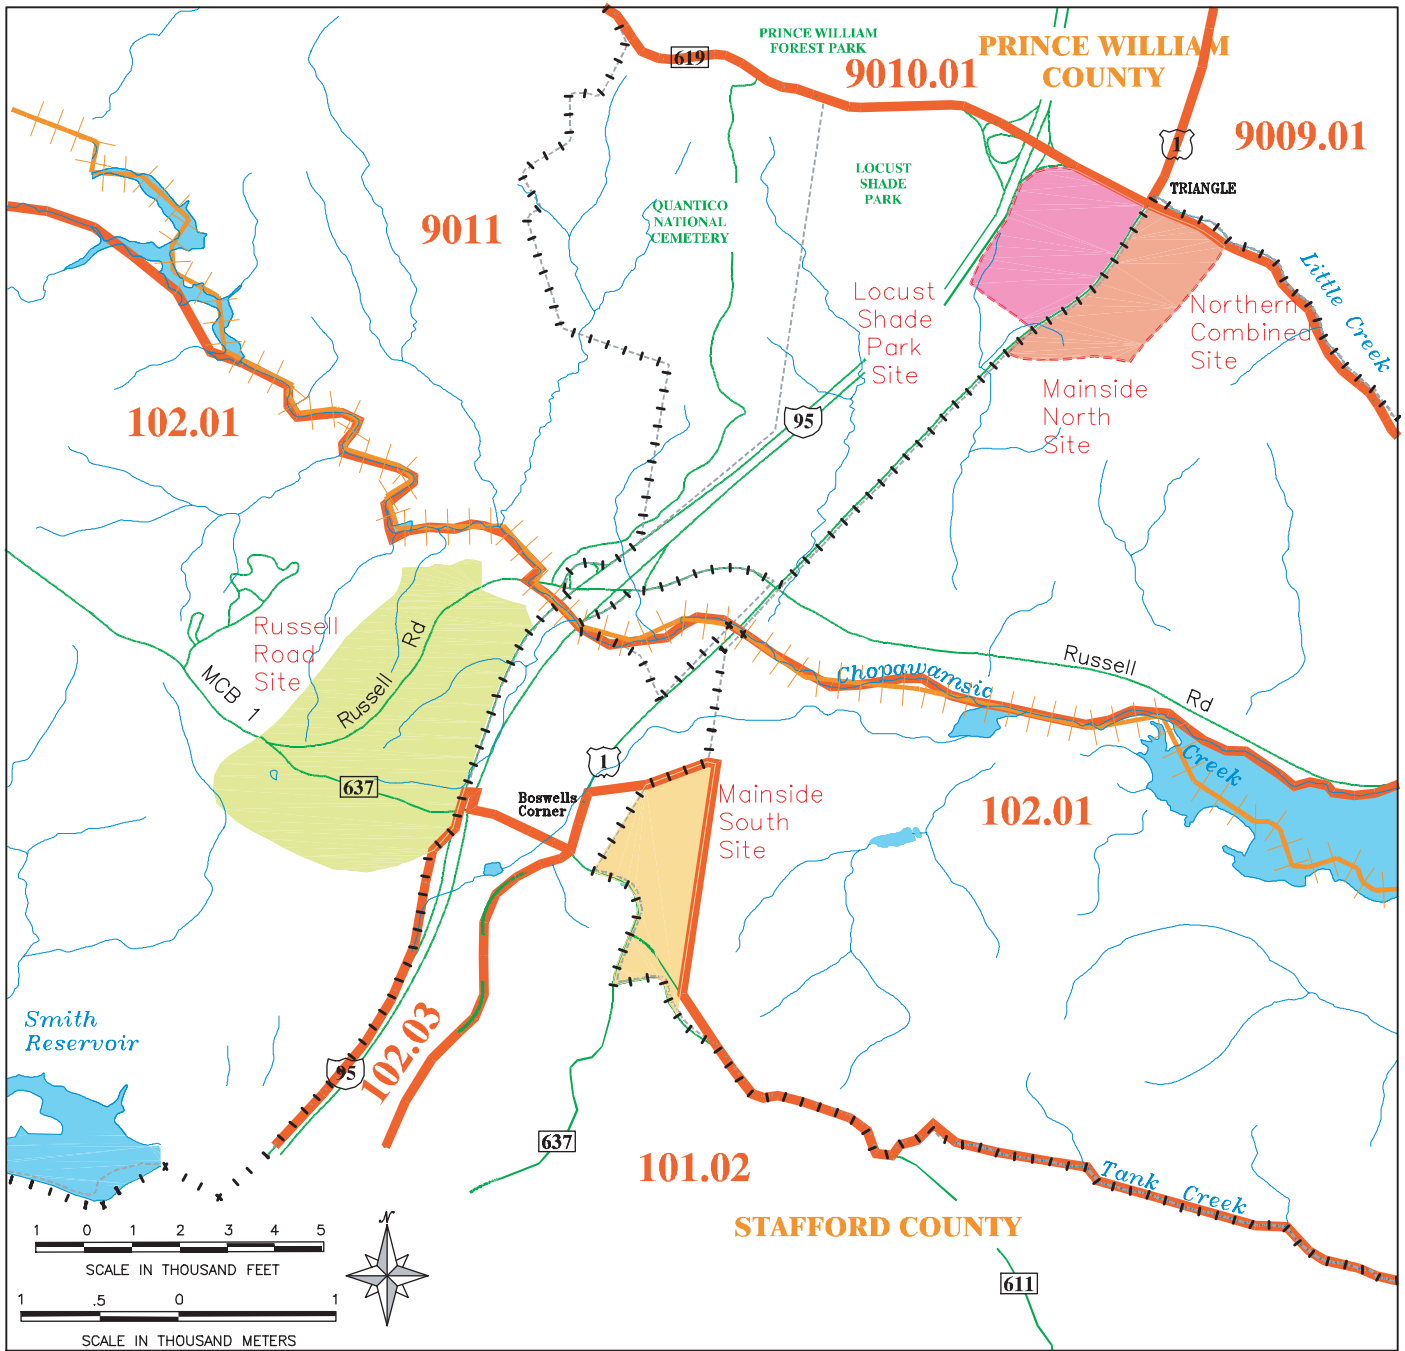 PRINCE WILLIAM
FOREST PARK
PRINCE WILLIAM
COUNTY
619
9010.01
9009.01
1
TRIANGLE
LOCUST
SHADE
PARK
QUANTICO
NATIONAL
CEMETERY
9011
Little Creek
Locust
Shade
Park
Site
Northern
Combined
Site
Mainside
North
Site
95
102.01
Russell
Road
Site
Russell Rd
MCB 1
637
Russell Rd
Chopawamsic
Creek
1
Boswells
Corner
Mainside
South
Site
102.01
Smith
Reservoir
95
102.03
637
101.02
Tank Creek
STAFFORD COUNTY
611
N
1 0 1 2 3 4 5
SCALE IN THOUSAND FEET
1 .5 0 1
SCALE IN THOUSAND METERS